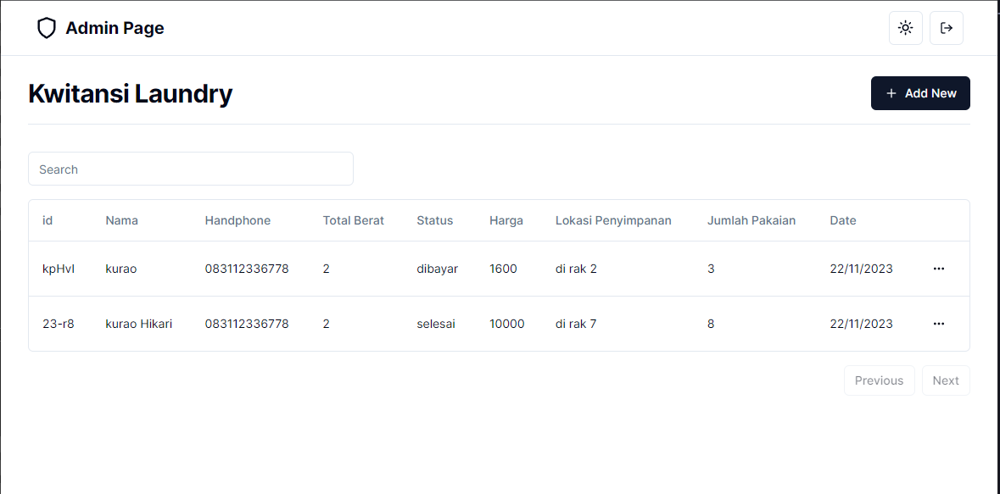 Admin Page
Kwitansi Laundry
Add New
Search
id Nama Handphone Total Berat Status Harga Lokasi Penyimpanan Jumlah Pakaian Date
kpHvI kurao 083112336778 2 dibayar 1600 di rak 2 3 22/11/2023
23-r8 kurao Hikari 083112336778 2 selesai 10000 di rak 7 8 22/11/2023
Previous Next